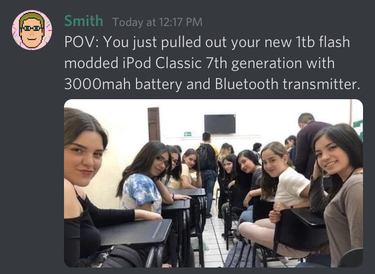 Smith Today at 12:17 PM
POV: You just pulled out your new 1tb flash
modded iPod Classic 7th generation with
3000mah battery and Bluetooth transmitter.